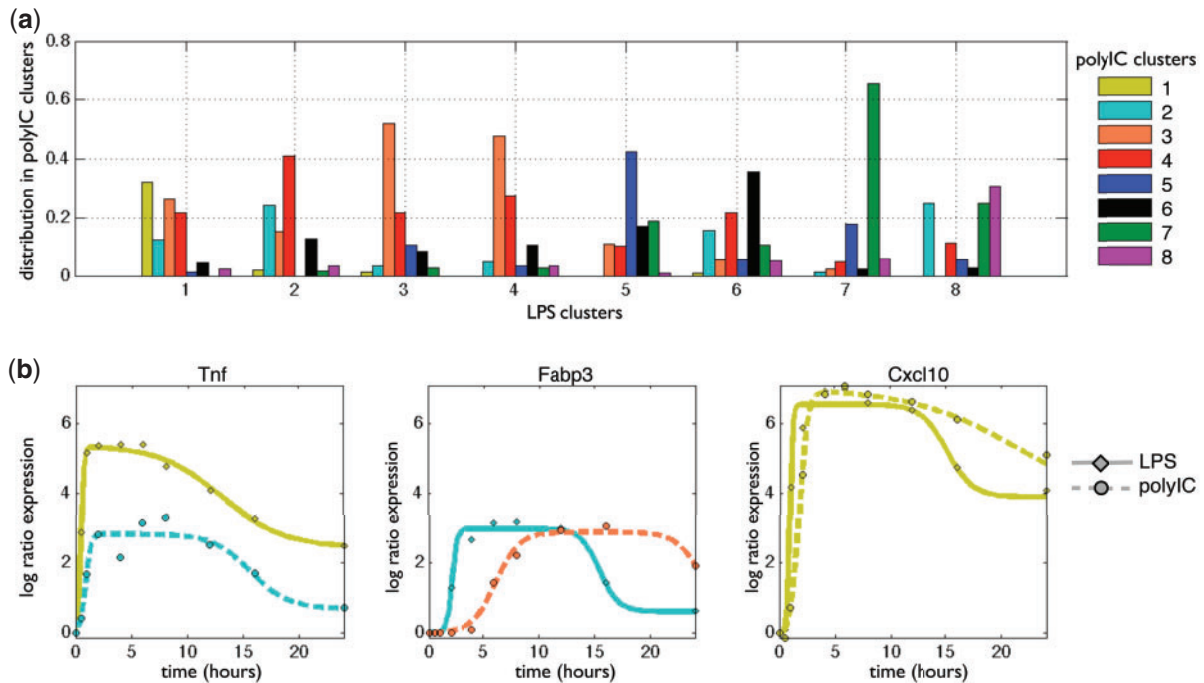 (a)
distribution in polyIC clusters
0.8
0.6
0.4
0.2
0
1 2 3 4 5 6 7 8
LPS clusters
polyIC clusters
1
2
3
4
5
6
7
8
(b)
Tnf
log ratio expression
6
4
2
0
0 5 10 15 20
time (hours)
Fabp3
log ratio expression
6
4
2
0
0 5 10 15 20
time (hours)
Cxcl10
log ratio expression
6
4
2
0
0 5 10 15 20
time (hours)
LPS
polyIC